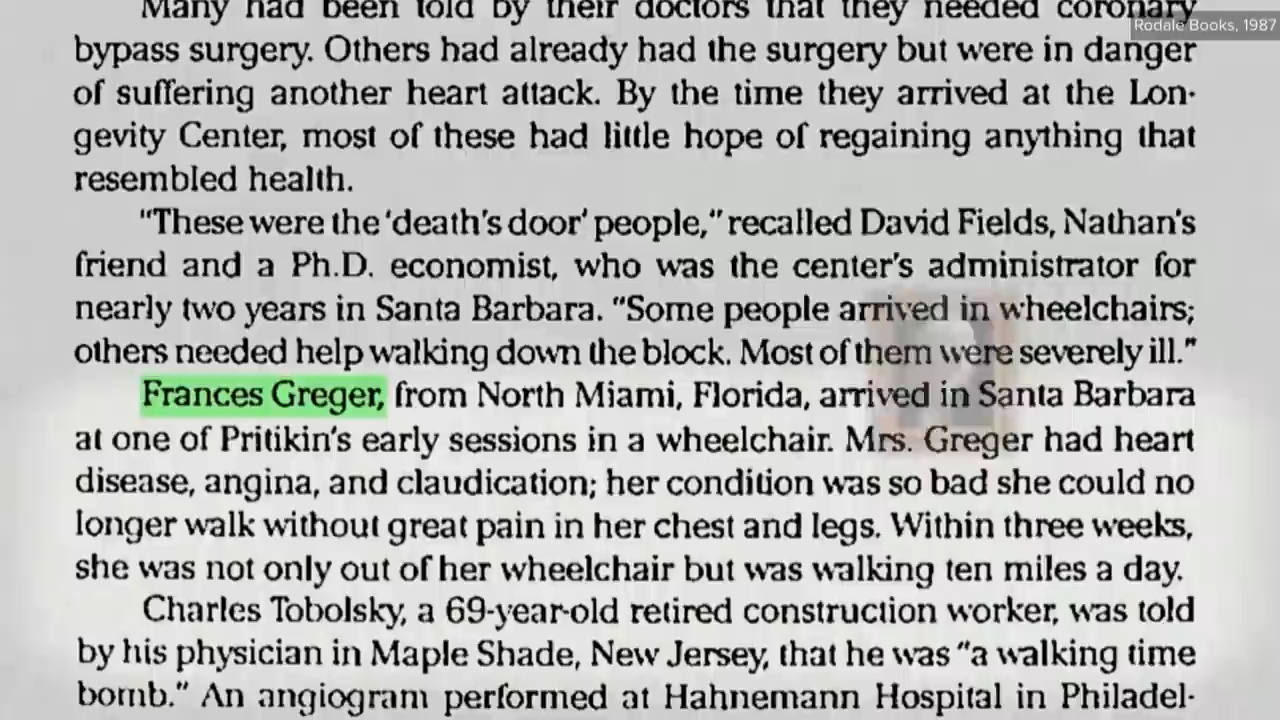 Many had been told by their doctors that they needed coronary
Rodale Books, 1987
bypass surgery. Others had already had the surgery but were in danger
of suffering another heart attack. By the time they arrived at the Lon-
gevity Center, most of these had little hope of regaining anything that
resembled health.
"These were the 'death's door' people," recalled David Fields, Nathan's
friend and a Ph.D. economist, who was the center's administrator for
nearly two years in Santa Barbara. "Some people arrived in wheelchairs;
others needed help walking down the block. Most of them were severely ill."
Frances Greger, from North Miami, Florida, arrived in Santa Barbara
at one of Pritikin's early sessions in a wheelchair. Mrs. Greger had heart
disease, angina, and claudication; her condition was so bad she could no
longer walk without great pain in her chest and legs. Within three weeks,
she was not only out of her wheelchair but was walking ten miles a day.
Charles Tobolsky, a 69-year-old retired construction worker, was told
by his physician in Maple Shade, New Jersey, that he was "a walking time
bomb." An angiogram performed at Hahnemann Hospital in Philadel-